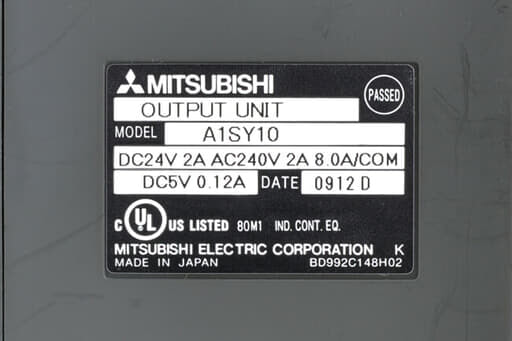 MITSUBISHI
PASSED
OUTPUT UNIT
MODEL A1SY10
DC24V 2A AC240V 2A 8.0A/COM
DC5V 0.12A DATE 0912 D
C UL US LISTED 80M1 IND. CONT. EQ.
MITSUBISHI ELECTRIC CORPORATION K
MADE IN JAPAN BD992C148H02